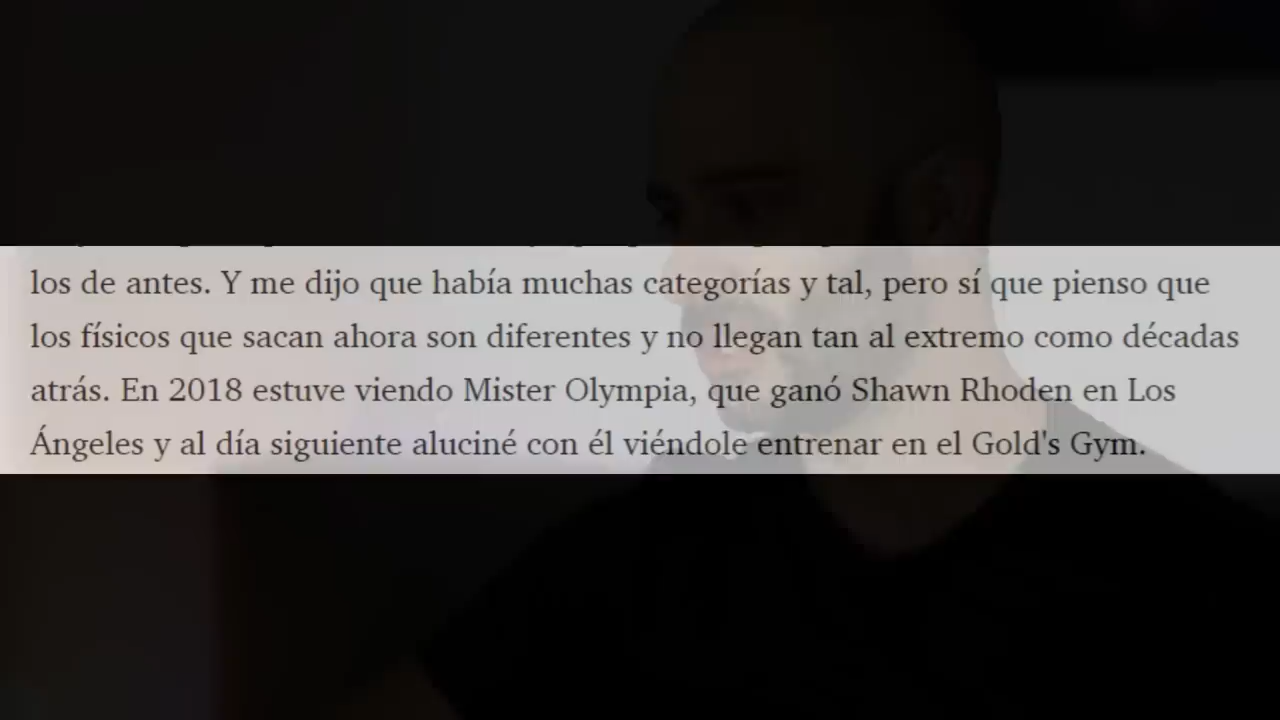 los de antes. Y me dijo que había muchas categorías y tal, pero sí que pienso que
los físicos que sacan ahora son diferentes y no llegan tan al extremo como décadas
atrás. En 2018 estuve viendo Mister Olympia, que ganó Shawn Rhoden en Los
Ángeles y al día siguiente aluciné con él viéndole entrenar en el Gold's Gym.